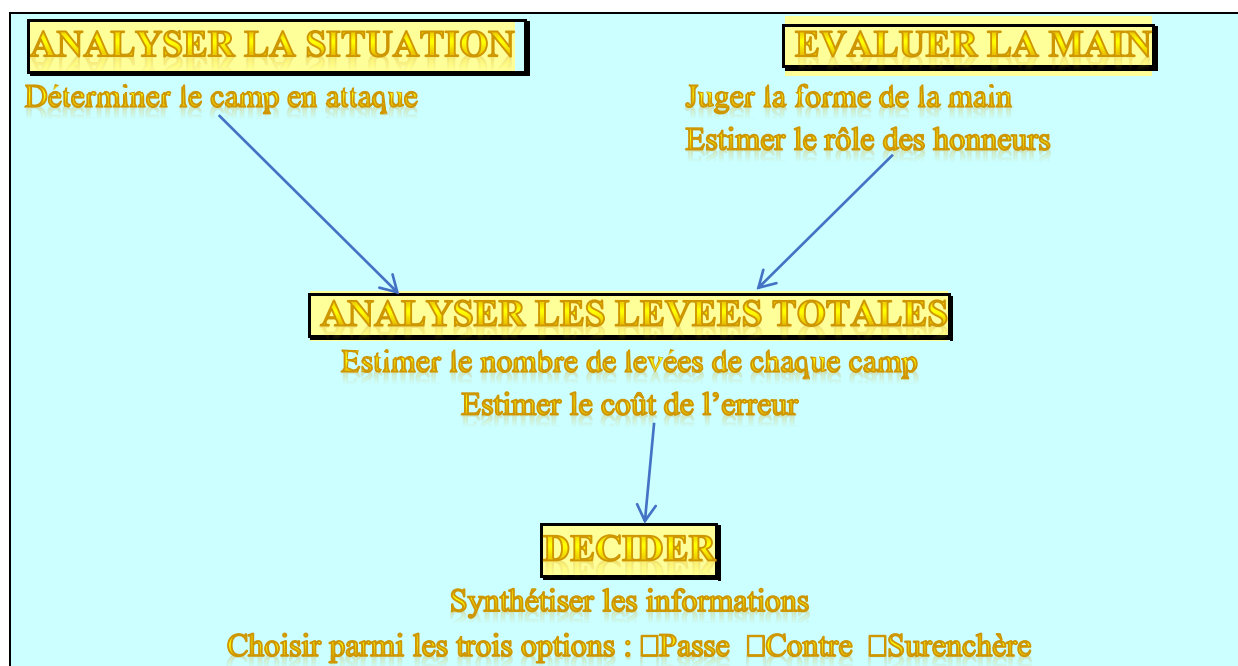 ANALYSER LA SITUATION
Déterminer le camp en attaque
EVALUER LA MAIN
Juger la forme de la main
Estimer le rôle des honneurs
ANALYSER LES LEVEES TOTALES
Estimer le nombre de levées de chaque camp
Estimer le coût de l’erreur
DECIDER
Synthétiser les informations
Choisir parmi les trois options : □Passe □Contre □Surenchère